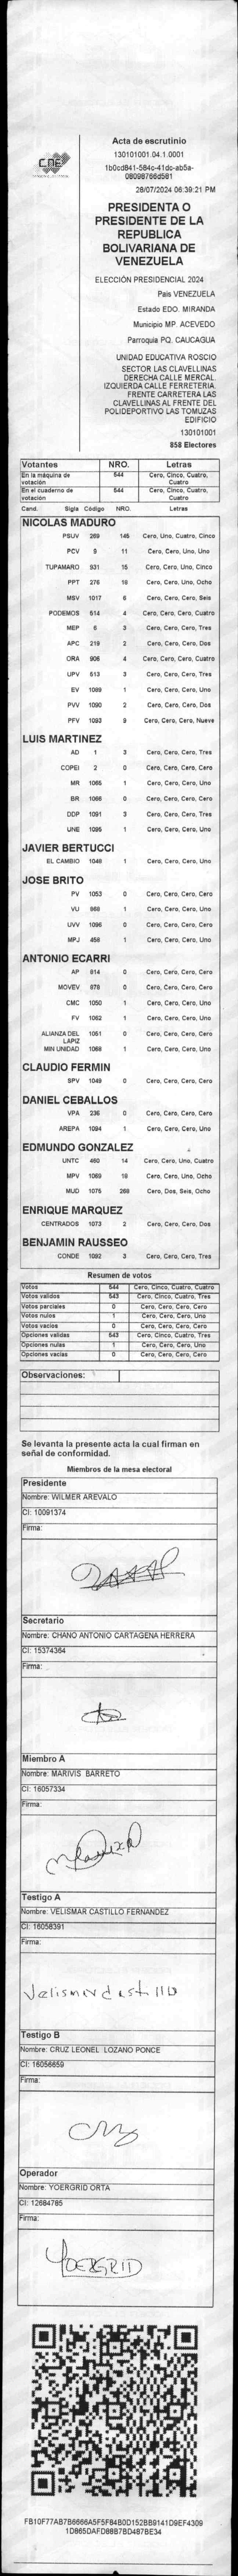 CNE
Acta de escrutinio
130101001.04.1.0001
1b0cd841-584c-41dc-ab5a-
08098766d581
28/07/2024 06:39:21 PM
PRESIDENTA O
PRESIDENTE DE LA
REPUBLICA
BOLIVARIANA DE
VENEZUELA
ELECCIÓN PRESIDENCIAL 2024
Pais VENEZUELA
Estado EDO. MIRANDA
Municipio MP. ACEVEDO
Parroquia PQ. CAUCAGUA
UNIDAD EDUCATIVA ROSCIO
SECTOR LAS CLAVELLINAS
DERECHA CALLE MERCAL.
IZQUIERDA CALLE FERRETERIA.
FRENTE CARRETERA LAS
CLAVELLINAS AL FRENTE DEL
POLIDEPORTIVO LAS TOMUZAS
EDIFICIO
130101001
858 Electores
Votantes NRO. Letras
En la máquina de votación 544 Cero, Cinco, Cuatro, Cuatro
En el cuaderno de votación 544 Cero, Cinco, Cuatro, Cuatro
Cand. Sigla Código NRO. Letras
NICOLAS MADURO
PSUV 269 145 Cero, Uno, Cuatro, Cinco
PCV 9 11 Cero, Cero, Uno, Uno
TUPAMARO 931 15 Cero, Cero, Uno, Cinco
PPT 276 18 Cero, Cero, Uno, Ocho
MSV 1017 6 Cero, Cero, Cero, Seis
PODEMOS 514 4 Cero, Cero, Cero, Cuatro
MEP 6 3 Cero, Cero, Cero, Tres
APC 219 2 Cero, Cero, Cero, Dos
ORA 906 4 Cero, Cero, Cero, Cuatro
UPV 513 3 Cero, Cero, Cero, Tres
EV 1089 1 Cero, Cero, Cero, Uno
PVV 1090 2 Cero, Cero, Cero, Dos
PFV 1093 9 Cero, Cero, Cero, Nueve
LUIS MARTINEZ
AD 1 3 Cero, Cero, Cero, Tres
COPEI 2 0 Cero, Cero, Cero, Cero
MR 1065 1 Cero, Cero, Cero, Uno
BR 1066 0 Cero, Cero, Cero, Cero
DDP 1091 3 Cero, Cero, Cero, Tres
UNE 1095 1 Cero, Cero, Cero, Uno
JAVIER BERTUCCI
EL CAMBIO 1048 1 Cero, Cero, Cero, Uno
JOSE BRITO
PV 1053 0 Cero, Cero, Cero, Cero
VU 868 1 Cero, Cero, Cero, Uno
UVV 1096 0 Cero, Cero, Cero, Cero
MPJ 458 1 Cero, Cero, Cero, Uno
ANTONIO ECARRI
AP 814 0 Cero, Cero, Cero, Cero
MOVEV 878 0 Cero, Cero, Cero, Cero
CMC 1050 1 Cero, Cero, Cero, Uno
FV 1062 1 Cero, Cero, Cero, Uno
ALIANZA DEL LAPIZ 1051 0 Cero, Cero, Cero, Cero
MIN UNIDAD 1068 1 Cero, Cero, Cero, Uno
CLAUDIO FERMIN
SPV 1049 0 Cero, Cero, Cero, Cero
DANIEL CEBALLOS
VPA 236 0 Cero, Cero, Cero, Cero
AREPA 1094 1 Cero, Cero, Cero, Uno
EDMUNDO GONZALEZ
UNTC 460 14 Cero, Cero, Uno, Cuatro
MPV 1069 18 Cero, Cero, Uno, Ocho
MUD 1075 268 Cero, Dos, Seis, Ocho
ENRIQUE MARQUEZ
CENTRADOS 1073 2 Cero, Cero, Cero, Dos
BENJAMIN RAUSSEO
CONDE 1092 3 Cero, Cero, Cero, Tres
Resumen de votos
Votos 544 Cero, Cinco, Cuatro, Cuatro
Votos validos 543 Cero, Cinco, Cuatro, Tres
Votos parciales 0 Cero, Cero, Cero, Cero
Votos nulos 1 Cero, Cero, Cero, Uno
Votos vacios 0 Cero, Cero, Cero, Cero
Opciones validas 543 Cero, Cinco, Cuatro, Tres
Opciones nulas 1 Cero, Cero, Cero, Uno
Opciones vacias 0 Cero, Cero, Cero, Cero
Observaciones:
Se levanta la presente acta la cual firman en
señal de conformidad.
Miembros de la mesa electoral
Presidente
Nombre: WILMER AREVALO
CI: 10091374
Firma:
Secretario
Nombre: CHANO ANTONIO CARTAGENA HERRERA
CI: 15374364
Firma:
Miembro A
Nombre: MARIVIS BARRETO
CI: 16057334
Firma:
Testigo A
Nombre: VELISMAR CASTILLO FERNANDEZ
CI: 16058391
Firma:
Testigo B
Nombre: CRUZ LEONEL LOZANO PONCE
CI: 16056659
Firma:
Operador
Nombre: YOERGRID ORTA
CI: 12684785
Firma:
YOERGRID
FB10F77AB7B6666A5F5F84B0D152BB9141D9EF4309
1D865DAFD88B7BD487BE34